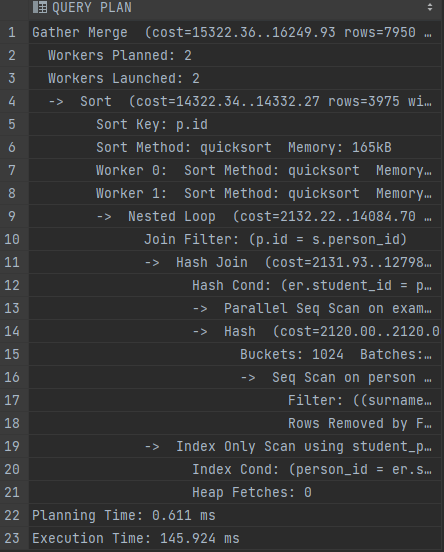 QUERY PLAN
1 Gather Merge (cost=15322.36..16249.93 rows=7950 …
2 Workers Planned: 2
3 Workers Launched: 2
4 -> Sort (cost=14322.34..14332.27 rows=3975 wi…
5 Sort Key: p.id
6 Sort Method: quicksort Memory: 165kB
7 Worker 0: Sort Method: quicksort Memory…
8 Worker 1: Sort Method: quicksort Memory…
9 -> Nested Loop (cost=2132.22..14084.70 …
10 Join Filter: (p.id = s.person_id)
11 -> Hash Join (cost=2131.93..12798…
12 Hash Cond: (er.student_id = p…
13 -> Parallel Seq Scan on exam…
14 -> Hash (cost=2120.00..2120.0
15 Buckets: 1024 Batches:…
16 -> Seq Scan on person …
17 Filter: ((surname…
18 Rows Removed by F…
19 -> Index Only Scan using student_p…
20 Index Cond: (person_id = er.s…
21 Heap Fetches: 0
22 Planning Time: 0.611 ms
23 Execution Time: 145.924 ms